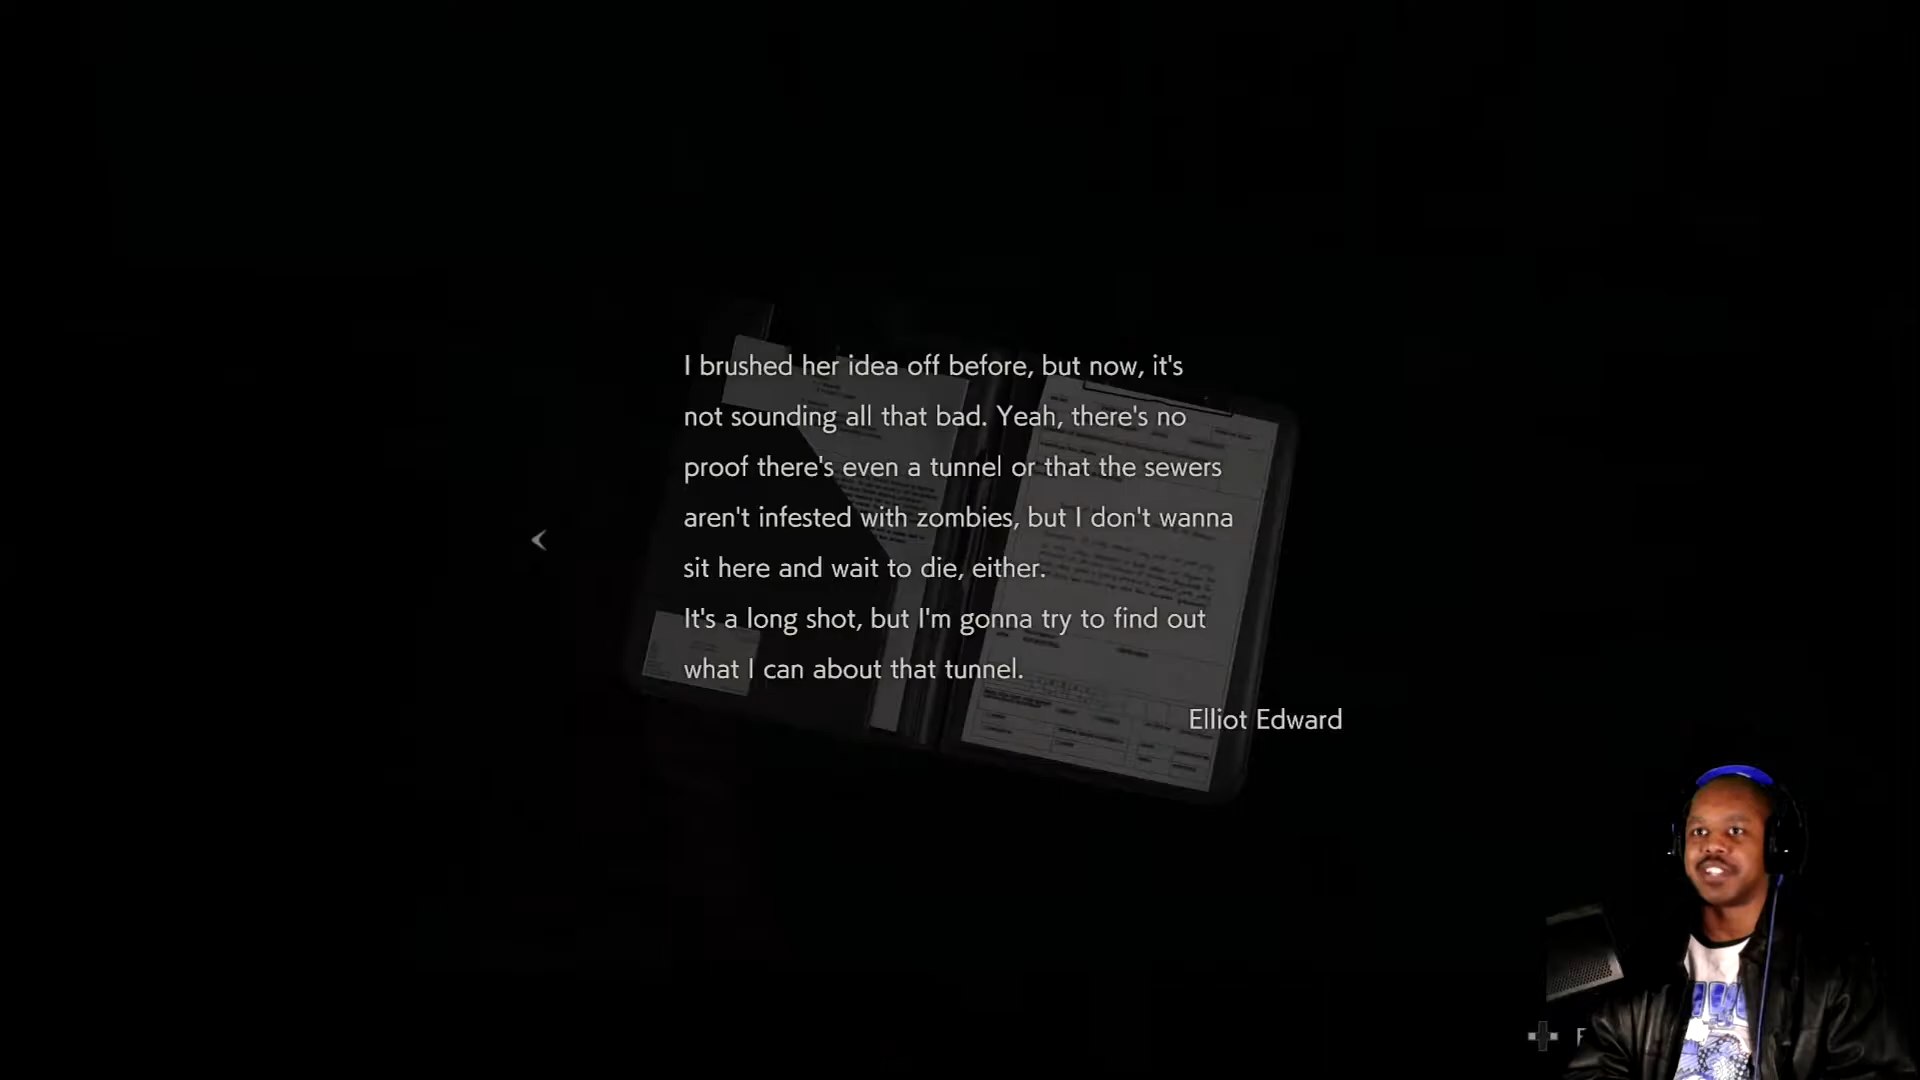 I brushed her idea off before, but now, it's
not sounding all that bad. Yeah, there's no
proof there's even a tunnel or that the sewers
aren't infested with zombies, but I don't wanna
sit here and wait to die, either.
It's a long shot, but I'm gonna try to find out
what I can about that tunnel.
Elliot Edward